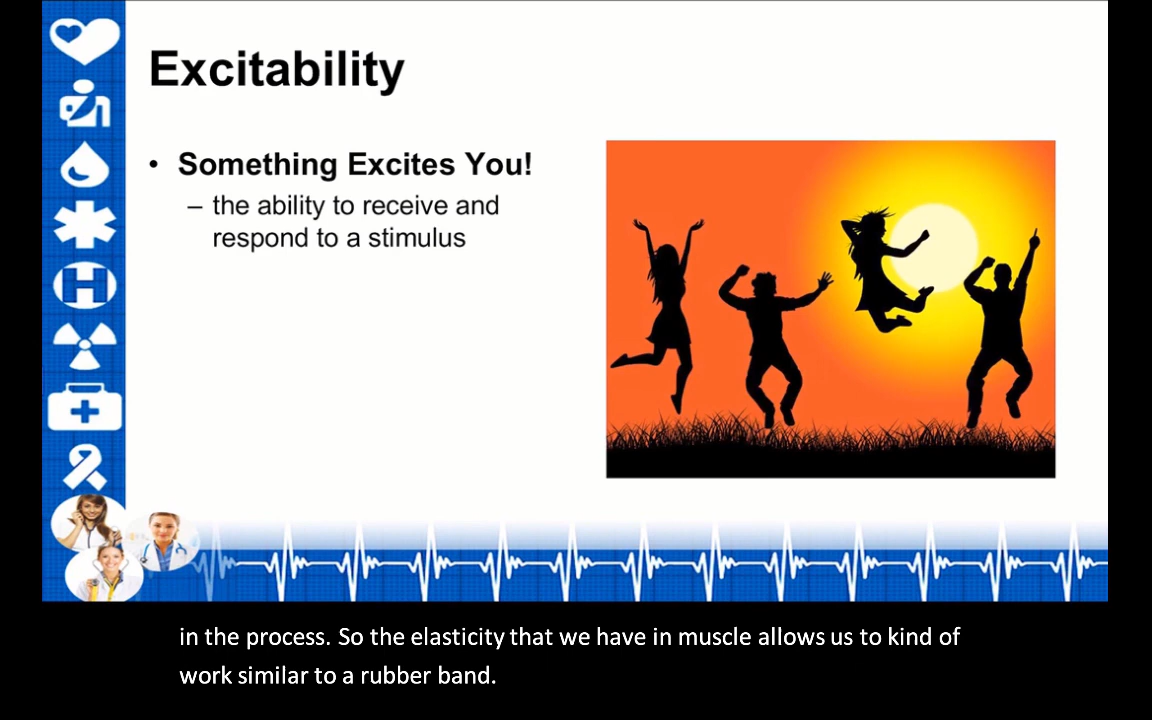 Excitability
• Something Excites You!
– the ability to receive and
respond to a stimulus
H
in the process. So the elasticity that we have in muscle allows us to kind of
work similar to a rubber band.